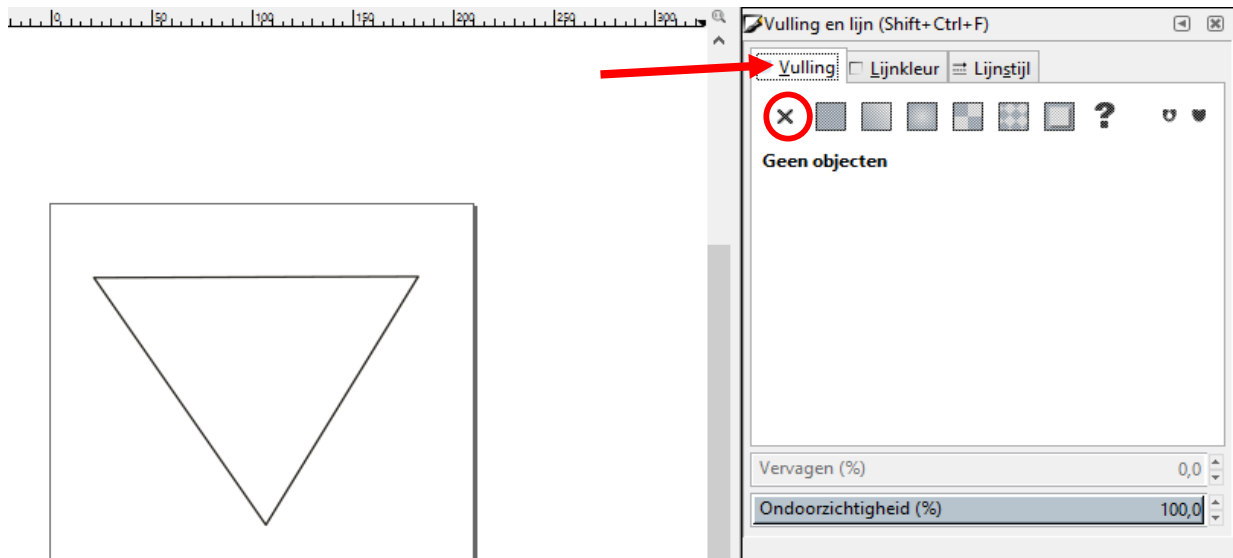 0 50 100 150 200 250 300
Vulling en lijn (Shift+Ctrl+F)
Vulling Lijnkleur Lijnstijl
?
Geen objecten
Vervagen (%) 0,0
Ondoorzichtigheid (%) 100,0